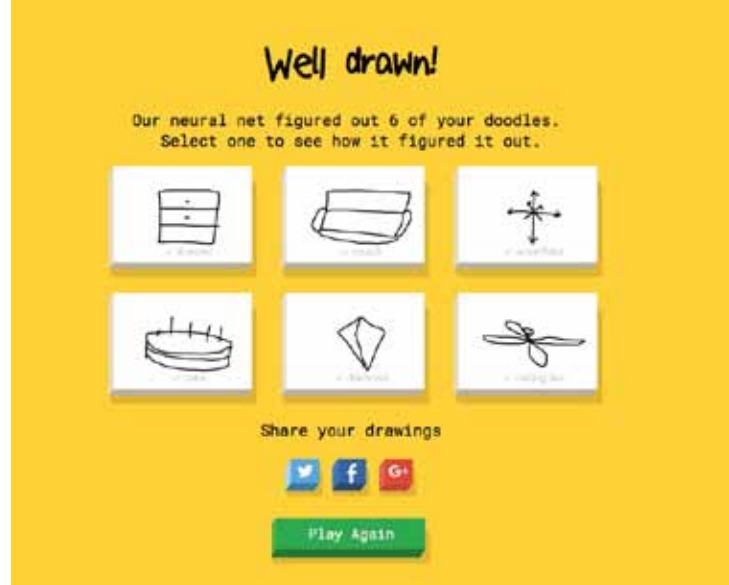 Well drawn!
Our neural net figured out 6 of your doodles.
Select one to see how it figured it out.
Share your drawings
G+
Play Again